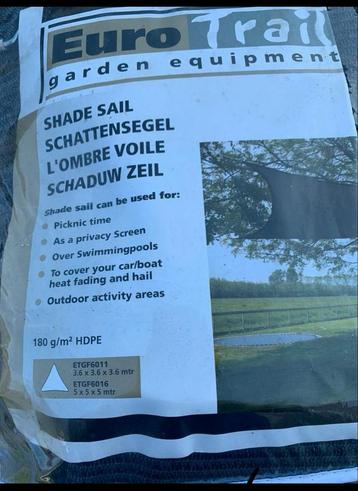 Euro Trail
garden equipment
SHADE SAIL
SCHATTENSEGEL
L'OMBRE VOILE
SCHADUW ZEIL
Shade sail can be used for:
Picknic time
As a privacy Screen
Over Swimmingpools
To cover your car/boat
heat fading and hail
Outdoor activity areas
180 g/m² HDPE
ETGF6011
3.6 x 3.6 x 3.6 mtr
ETGF6016
5 x 5 x 5 mtr